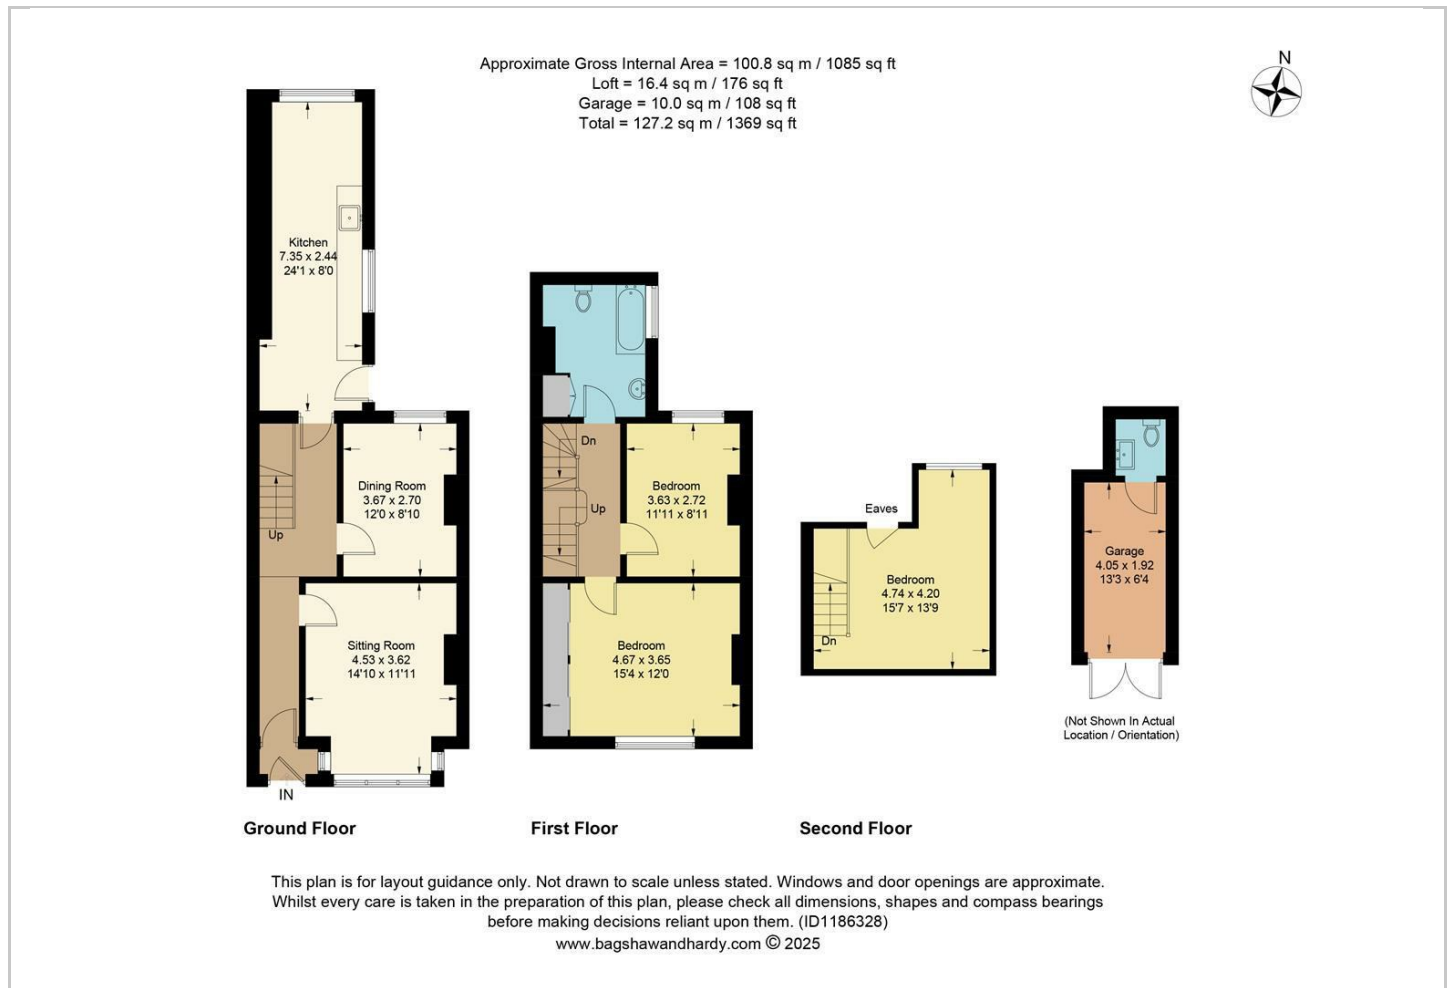 Approximate Gross Internal Area = 100.8 sq m / 1085 sq ft
Loft = 16.4 sq m / 176 sq ft
Garage = 10.0 sq m / 108 sq ft
Total = 127.2 sq m / 1369 sq ft
N
Kitchen
7.35 x 2.44
24'1 x 8'0
Dining Room
3.67 x 2.70
12'0 x 8'10
Up
Sitting Room
4.53 x 3.62
14'10 x 11'11
IN
Ground Floor
Dn
Up
Bedroom
3.63 x 2.72
11'11 x 8'11
Bedroom
4.67 x 3.65
15'4 x 12'0
First Floor
Eaves
Bedroom
4.74 x 4.20
15'7 x 13'9
Dn
Second Floor
Garage
4.05 x 1.92
13'3 x 6'4
(Not Shown In Actual
Location / Orientation)
This plan is for layout guidance only. Not drawn to scale unless stated. Windows and door openings are approximate.
Whilst every care is taken in the preparation of this plan, please check all dimensions, shapes and compass bearings
before making decisions reliant upon them. (ID1186328)
www.bagshawandhardy.com © 2025